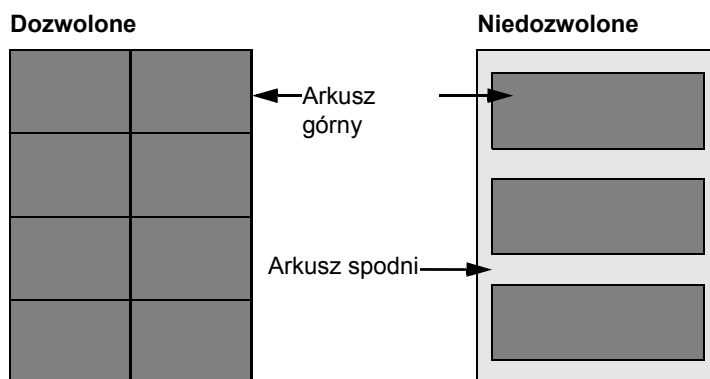 Dozwolone
Niedozwolone
Arkusz
górny
Arkusz spodni